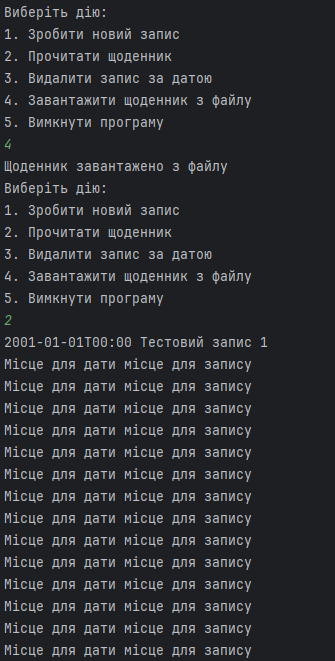 Виберіть дію:
1. Зробити новий запис
2. Прочитати щоденник
3. Видалити запис за датою
4. Завантажити щоденник з файлу
5. Вимкнути програму
4
Щоденник завантажено з файлу
Виберіть дію:
1. Зробити новий запис
2. Прочитати щоденник
3. Видалити запис за датою
4. Завантажити щоденник з файлу
5. Вимкнути програму
2
2001-01-01T00:00 Тестовий запис 1
Місце для дати місце для запису
Місце для дати місце для запису
Місце для дати місце для запису
Місце для дати місце для запису
Місце для дати місце для запису
Місце для дати місце для запису
Місце для дати місце для запису
Місце для дати місце для запису
Місце для дати місце для запису
Місце для дати місце для запису
Місце для дати місце для запису
Місце для дати місце для запису
Місце для дати місце для запису
Місце для дати місце для запису